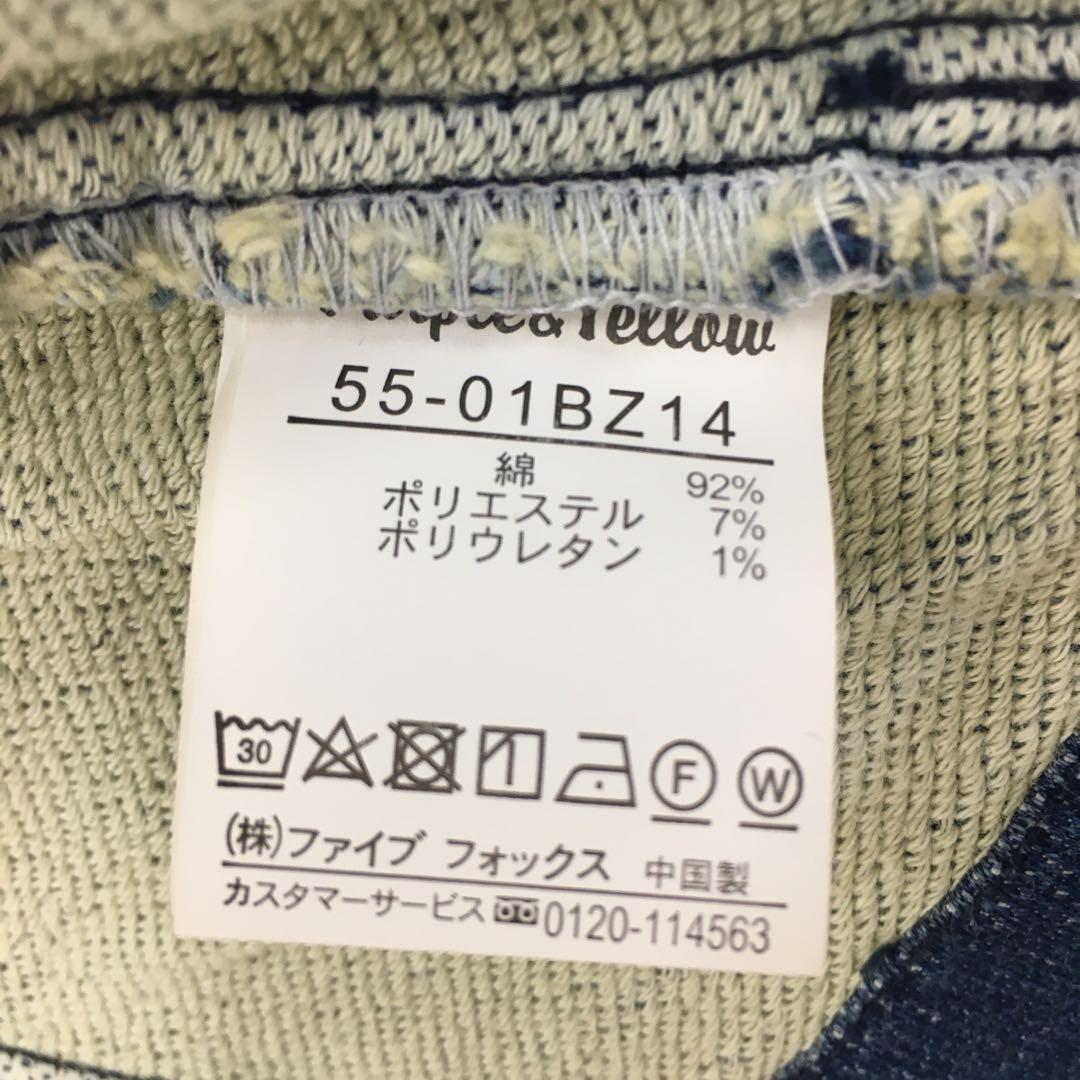 Purple&Yellow
55-01BZ14
綿 92%
ポリエステル 7%
ポリウレタン 1%
30 F W
(株)ファイブ フォックス 中国製
カスタマーサービス 0120-114563